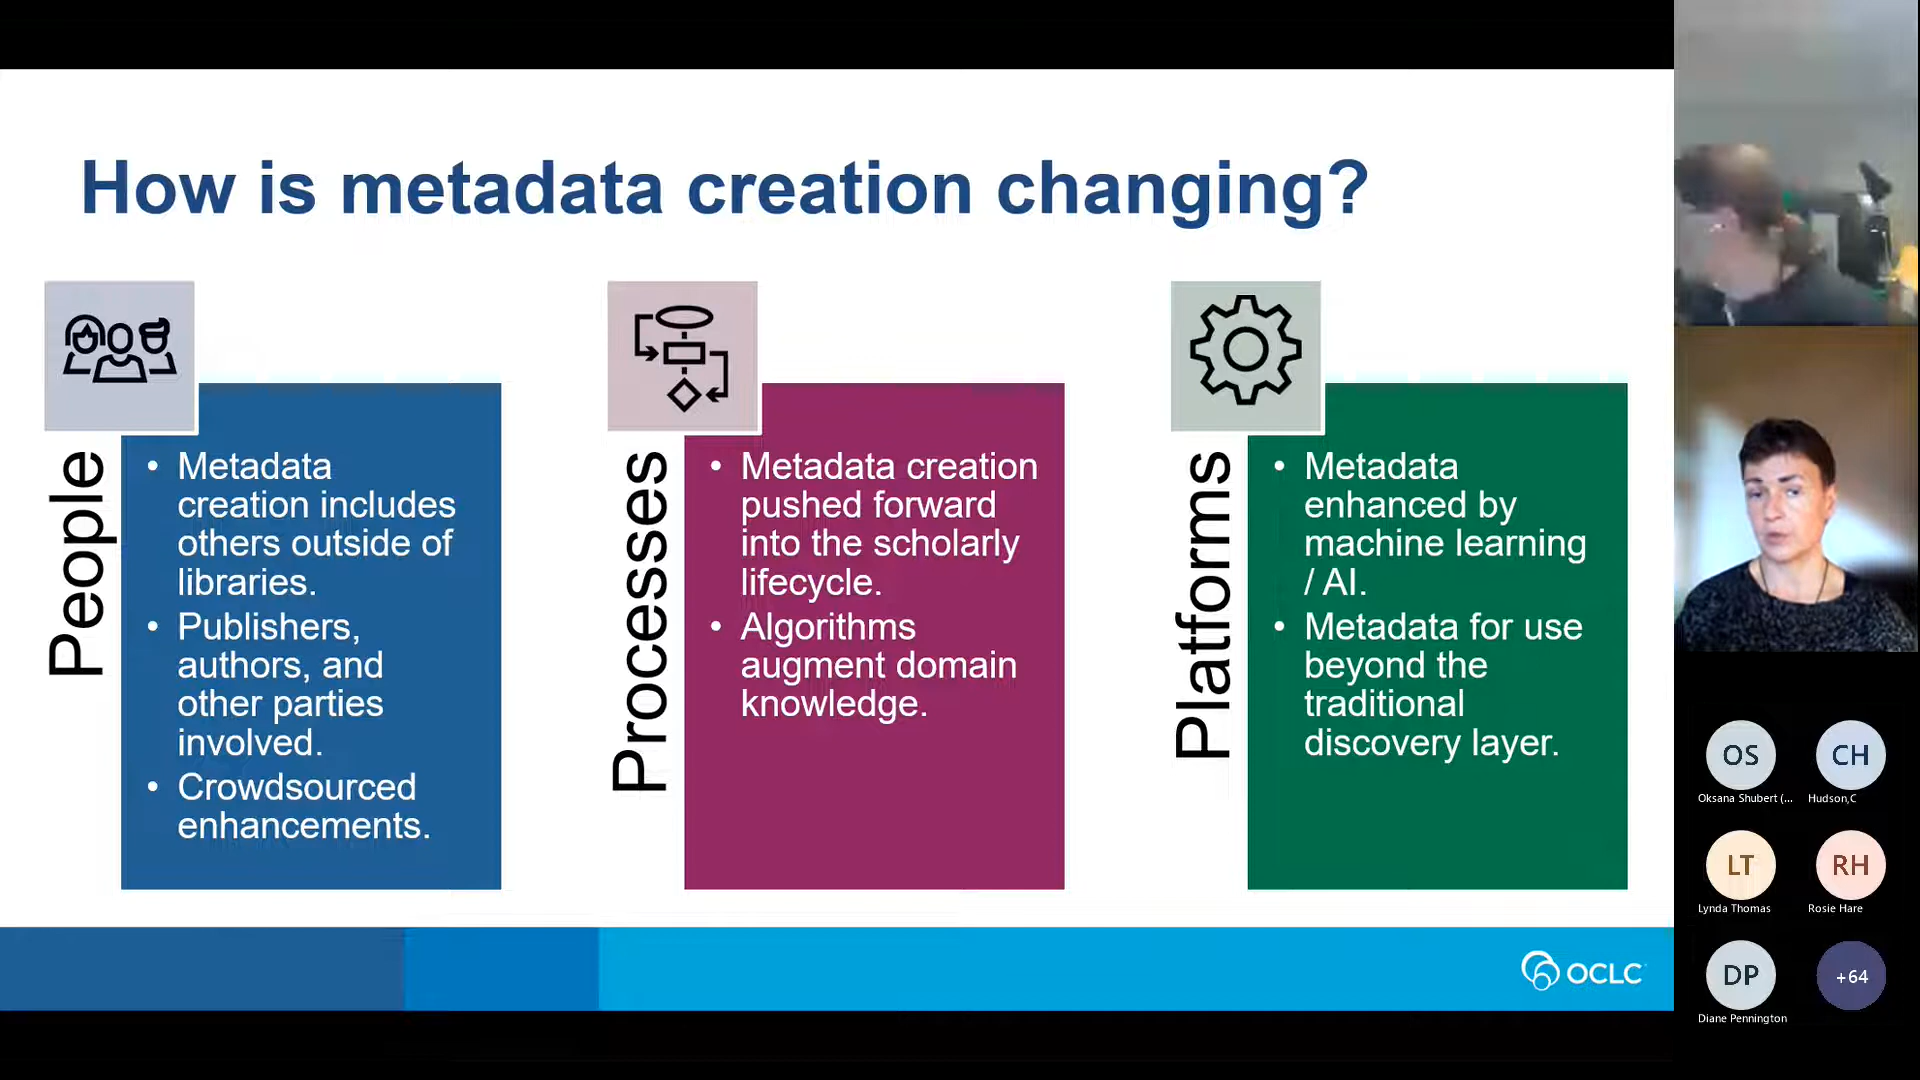 How is metadata creation changing?
People
• Metadata
creation includes
others outside of
libraries.
• Publishers,
authors, and
other parties
involved.
• Crowdsourced
enhancements.
Processes
• Metadata creation
pushed forward
into the scholarly
lifecycle.
• Algorithms
augment domain
knowledge.
Platforms
• Metadata
enhanced by
machine learning
/ AI.
• Metadata for use
beyond the
traditional
discovery layer.
OCLC
OS
Oksana Shubert (...
CH
Hudson,C
LT
Lynda Thomas
RH
Rosie Hare
DP
Diane Pennington
+64